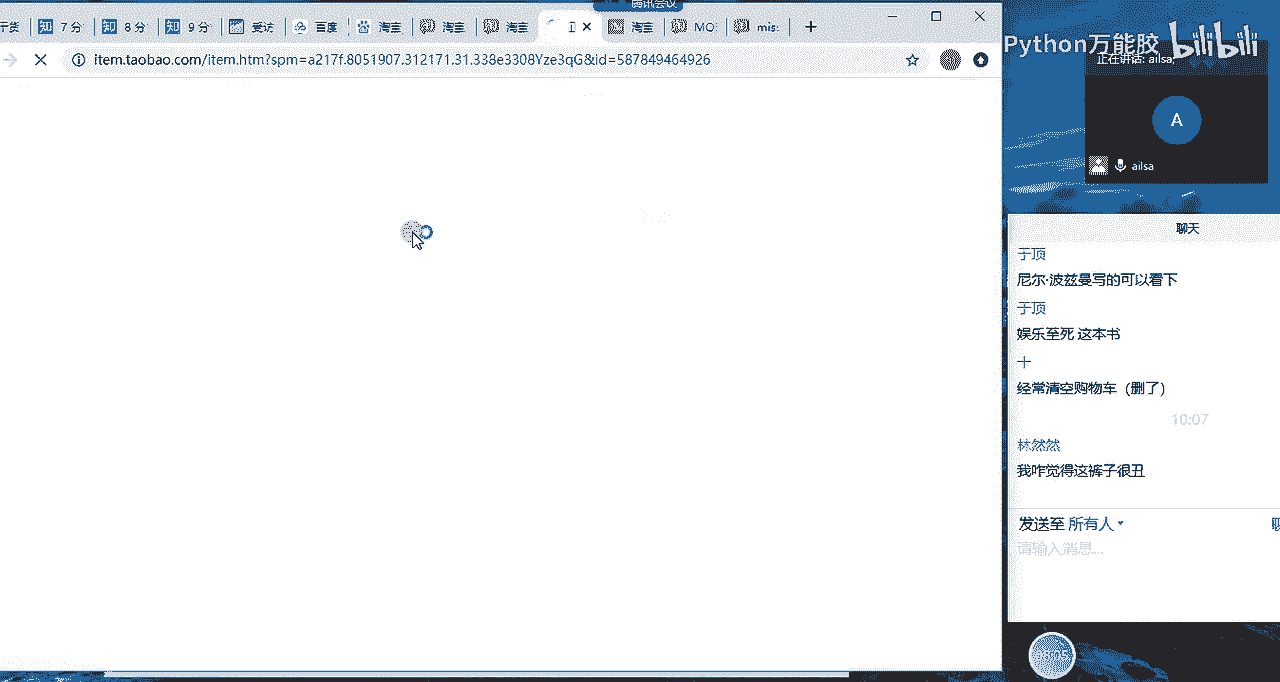 腾讯会议
干货
7 分
8 分
9 分
受访
百度
淘宝
淘宝
淘宝
淘宝
MO:
mis:
item.taobao.com/item.htm?spm=a217f.8051907.312171.31.338e3308Yze3qG&id=587849464926
Python万能胶 bilibili
正在讲话: ailsa;
A
ailsa
聊天
于顶
尼尔·波兹曼写的可以看下
于顶
娱乐至死 这本书
十
经常清空购物车（删了）
10:07
林然然
我咋觉得这裤子很丑
发送至 所有人
请输入消息...